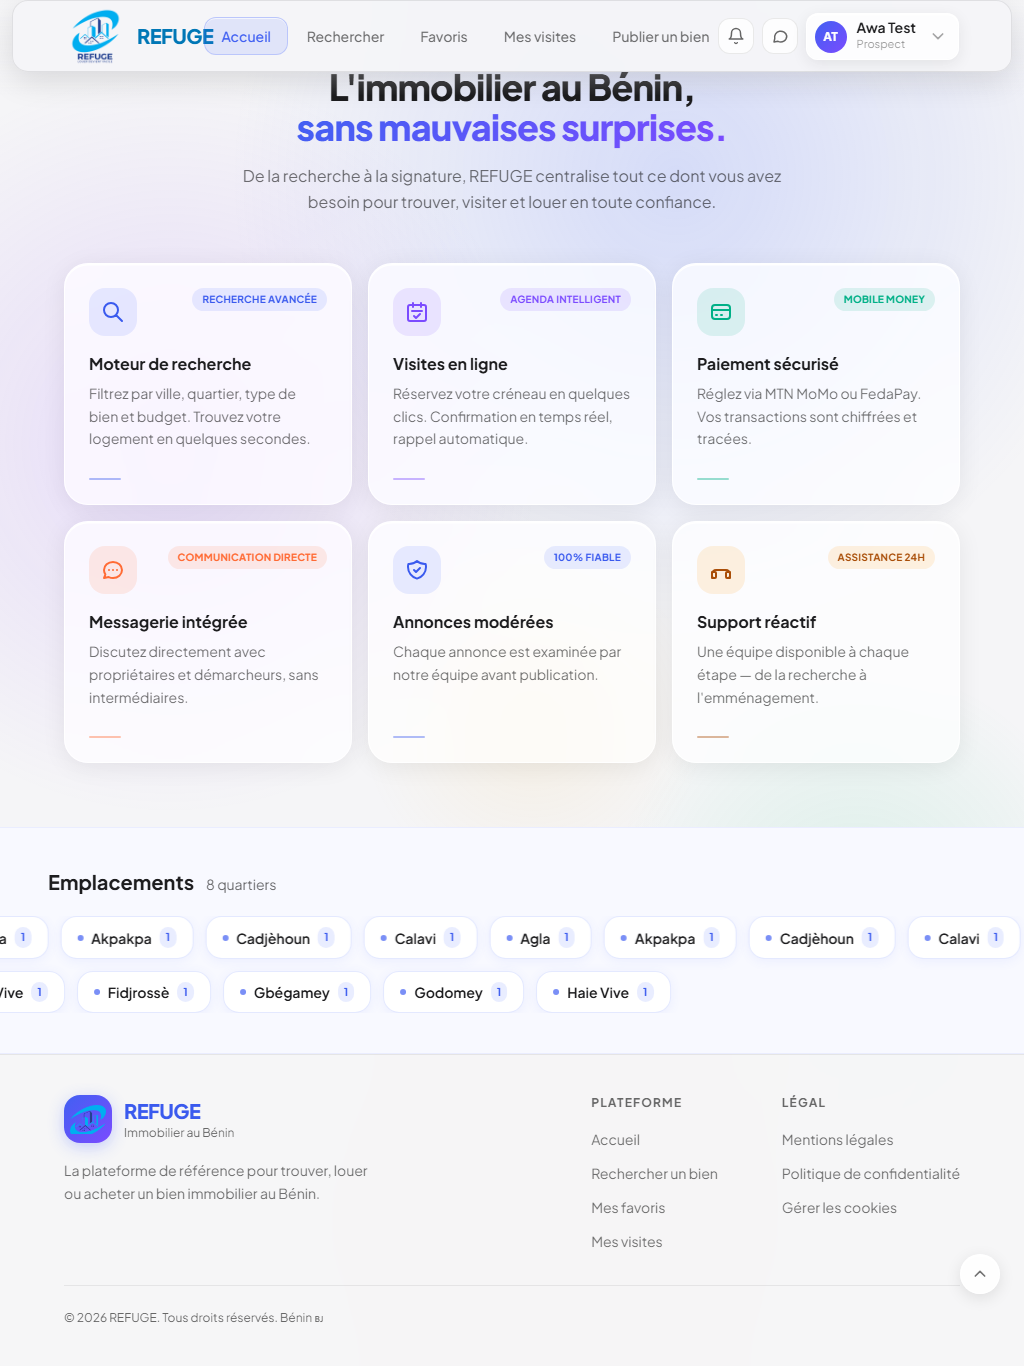 REFUGE
REFUGE
Accueil
Rechercher
Favoris
Mes visites
Publier un bien
AT
Awa Test
Prospect
L'immobilier au Bénin,
sans mauvaises surprises.
De la recherche à la signature, REFUGE centralise tout ce dont vous avez
besoin pour trouver, visiter et louer en toute confiance.
RECHERCHE AVANCÉE
Moteur de recherche
Filtrez par ville, quartier, type de
bien et budget. Trouvez votre
logement en quelques secondes.
AGENDA INTELLIGENT
Visites en ligne
Réservez votre créneau en quelques
clics. Confirmation en temps réel,
rappel automatique.
MOBILE MONEY
Paiement sécurisé
Réglez via MTN MoMo ou FedaPay.
Vos transactions sont chiffrées et
tracées.
COMMUNICATION DIRECTE
Messagerie intégrée
Discutez directement avec
propriétaires et démarcheurs, sans
intermédiaires.
100% FIABLE
Annonces modérées
Chaque annonce est examinée par
notre équipe avant publication.
ASSISTANCE 24H
Support réactif
Une équipe disponible à chaque
étape — de la recherche à
l'emménagement.
Emplacements 8 quartiers
a 1 Akpakpa 1 Cadjèhoun 1 Calavi 1 Agla 1 Akpakpa 1 Cadjèhoun 1 Calavi 1
Vive 1 Fidjrossè 1 Gbégamey 1 Godomey 1 Haie Vive 1
REFUGE
Immobilier au Bénin
La plateforme de référence pour trouver, louer
ou acheter un bien immobilier au Bénin.
PLATEFORME
Accueil
Rechercher un bien
Mes favoris
Mes visites
LÉGAL
Mentions légales
Politique de confidentialité
Gérer les cookies
© 2026 REFUGE. Tous droits réservés. Bénin BJ